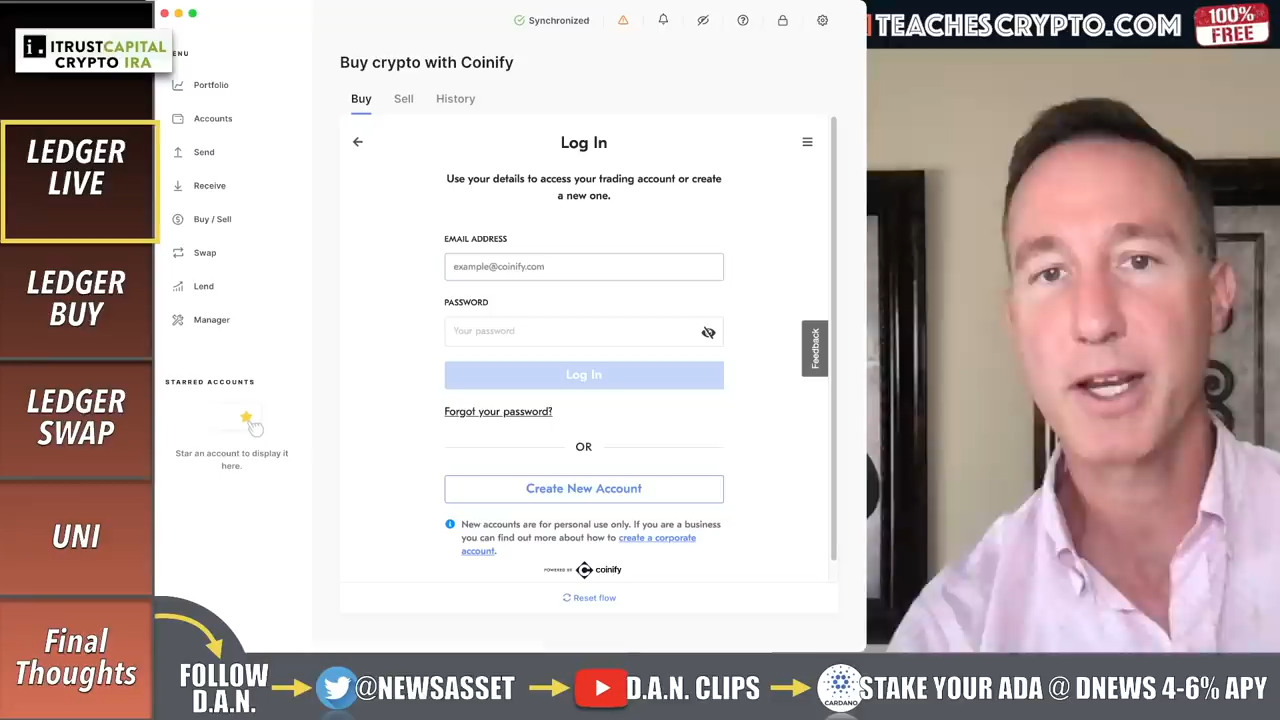 ITRUSTCAPITAL
CRYPTO IRA
LEDGER
LIVE
LEDGER
BUY
LEDGER
SWAP
UNI
Final
Thoughts
ENU
Portfolio
Accounts
Send
Receive
Buy / Sell
Swap
Lend
Manager
STARRED ACCOUNTS
Star an account to display it
here.
Synchronized
Buy crypto with Coinify
Buy Sell History
Log In
Use your details to access your trading account or create
a new one.
EMAIL ADDRESS
example@coinify.com
PASSWORD
Your password
Log In
Forgot your password?
OR
Create New Account
New accounts are for personal use only. If you are a business
you can find out more about how to create a corporate
account.
POWERED BY coinify
Reset flow
Feedback
TEACHESCRYPTO.COM
100%
FREE
FOLLOW
D.A.N.
@NEWSASSET
D.A.N. CLIPS
CARDANO
STAKE YOUR ADA @ DNEWS 4-6% APY